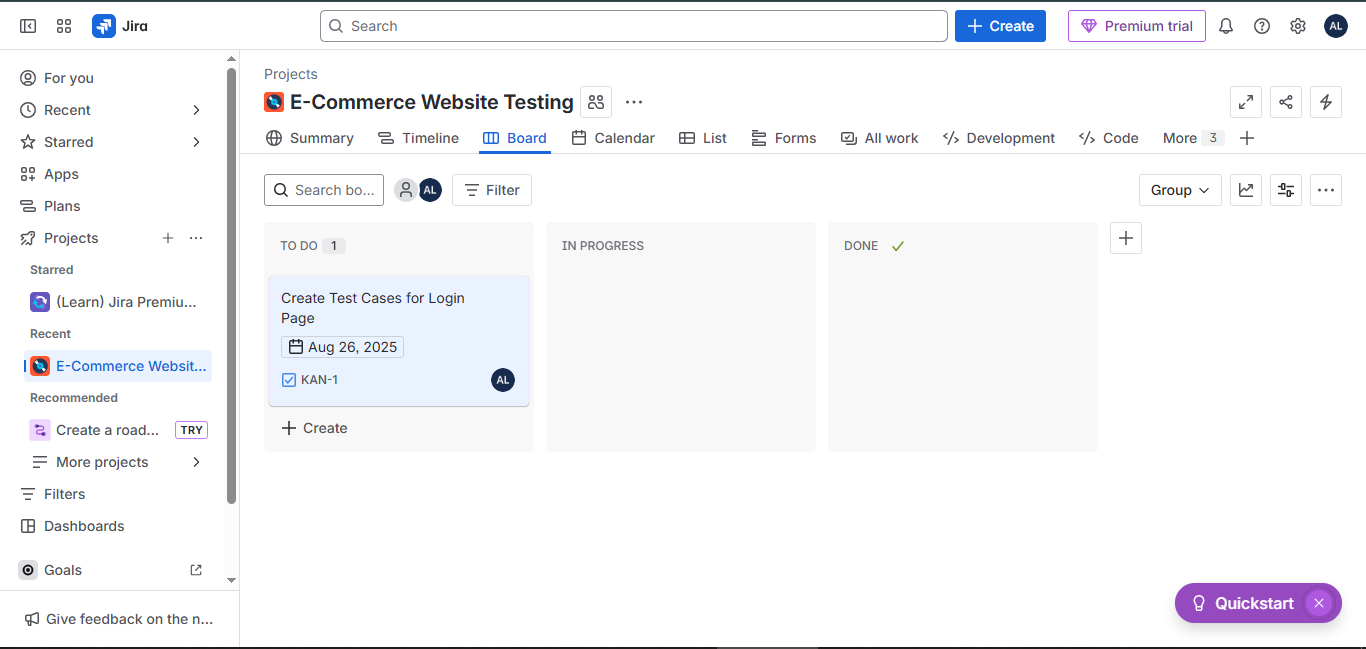 Jira
Search
Create
Premium trial
AL
For you
Recent
Starred
Apps
Plans
Projects
Starred
(Learn) Jira Premiu...
Recent
E-Commerce Websit...
Recommended
Create a road...
TRY
More projects
Filters
Dashboards
Goals
Give feedback on the n...
Projects
E-Commerce Website Testing
Summary
Timeline
Board
Calendar
List
Forms
All work
Development
Code
More 3
Search bo...
AL
Filter
Group
TO DO 1
Create Test Cases for Login
Page
Aug 26, 2025
KAN-1
AL
Create
IN PROGRESS
DONE
Quickstart